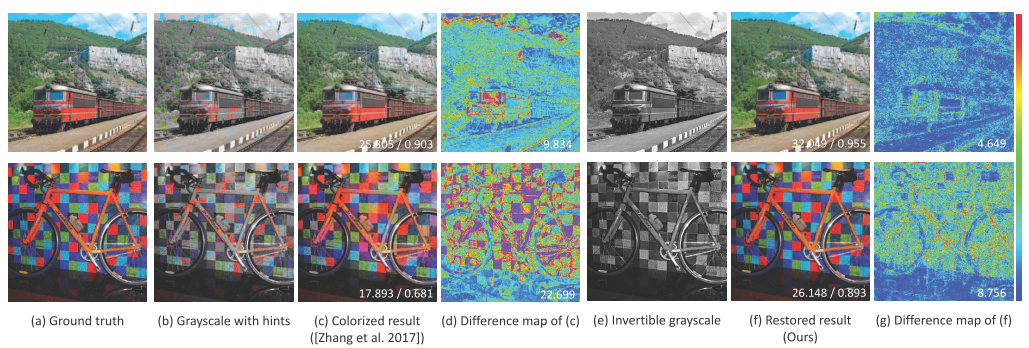 25.805 / 0.903
9.834
32.049 / 0.955
4.649
17.893 / 0.681
22.699
26.148 / 0.893
8.756
(a) Ground truth
(b) Grayscale with hints
(c) Colorized result
([Zhang et al. 2017])
(d) Difference map of (c)
(e) Invertible grayscale
(f) Restored result
(Ours)
(g) Difference map of (f)